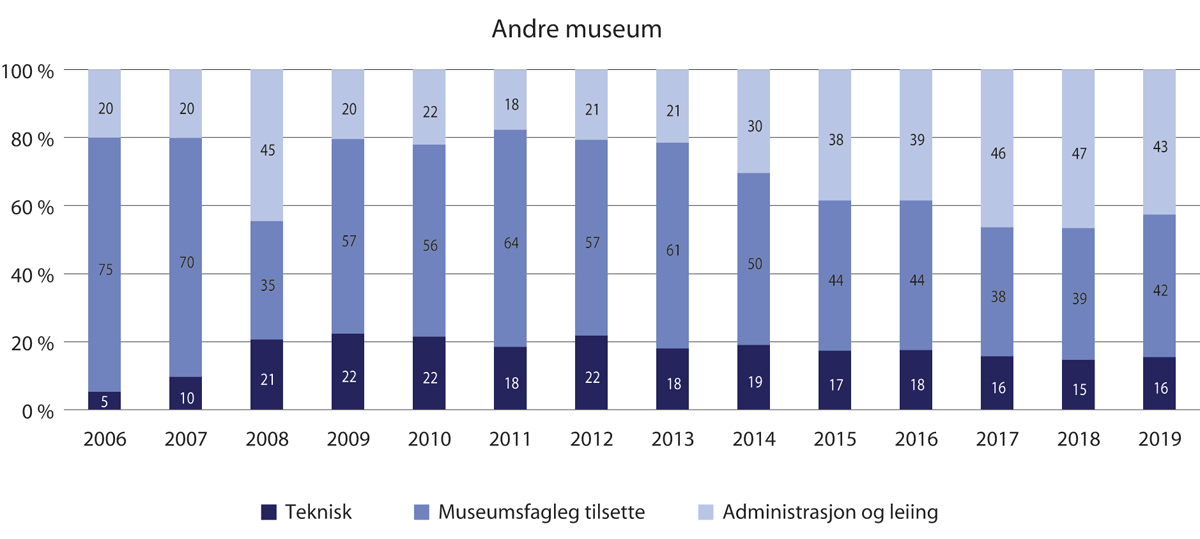 Andre museum
100 %
20 20 45 20 22 18 21 21 30 38 39 46 47 43
80 %
60 %
75 70 35 57 56 64 57 61 50 44 44 38 39 42
40 %
20 %
5 10 21 22 22 18 22 18 19 17 18 16 15 16
0 %
2006 2007 2008 2009 2010 2011 2012 2013 2014 2015 2016 2017 2018 2019
Teknisk Museumsfagleg tilsette Administrasjon og leiing